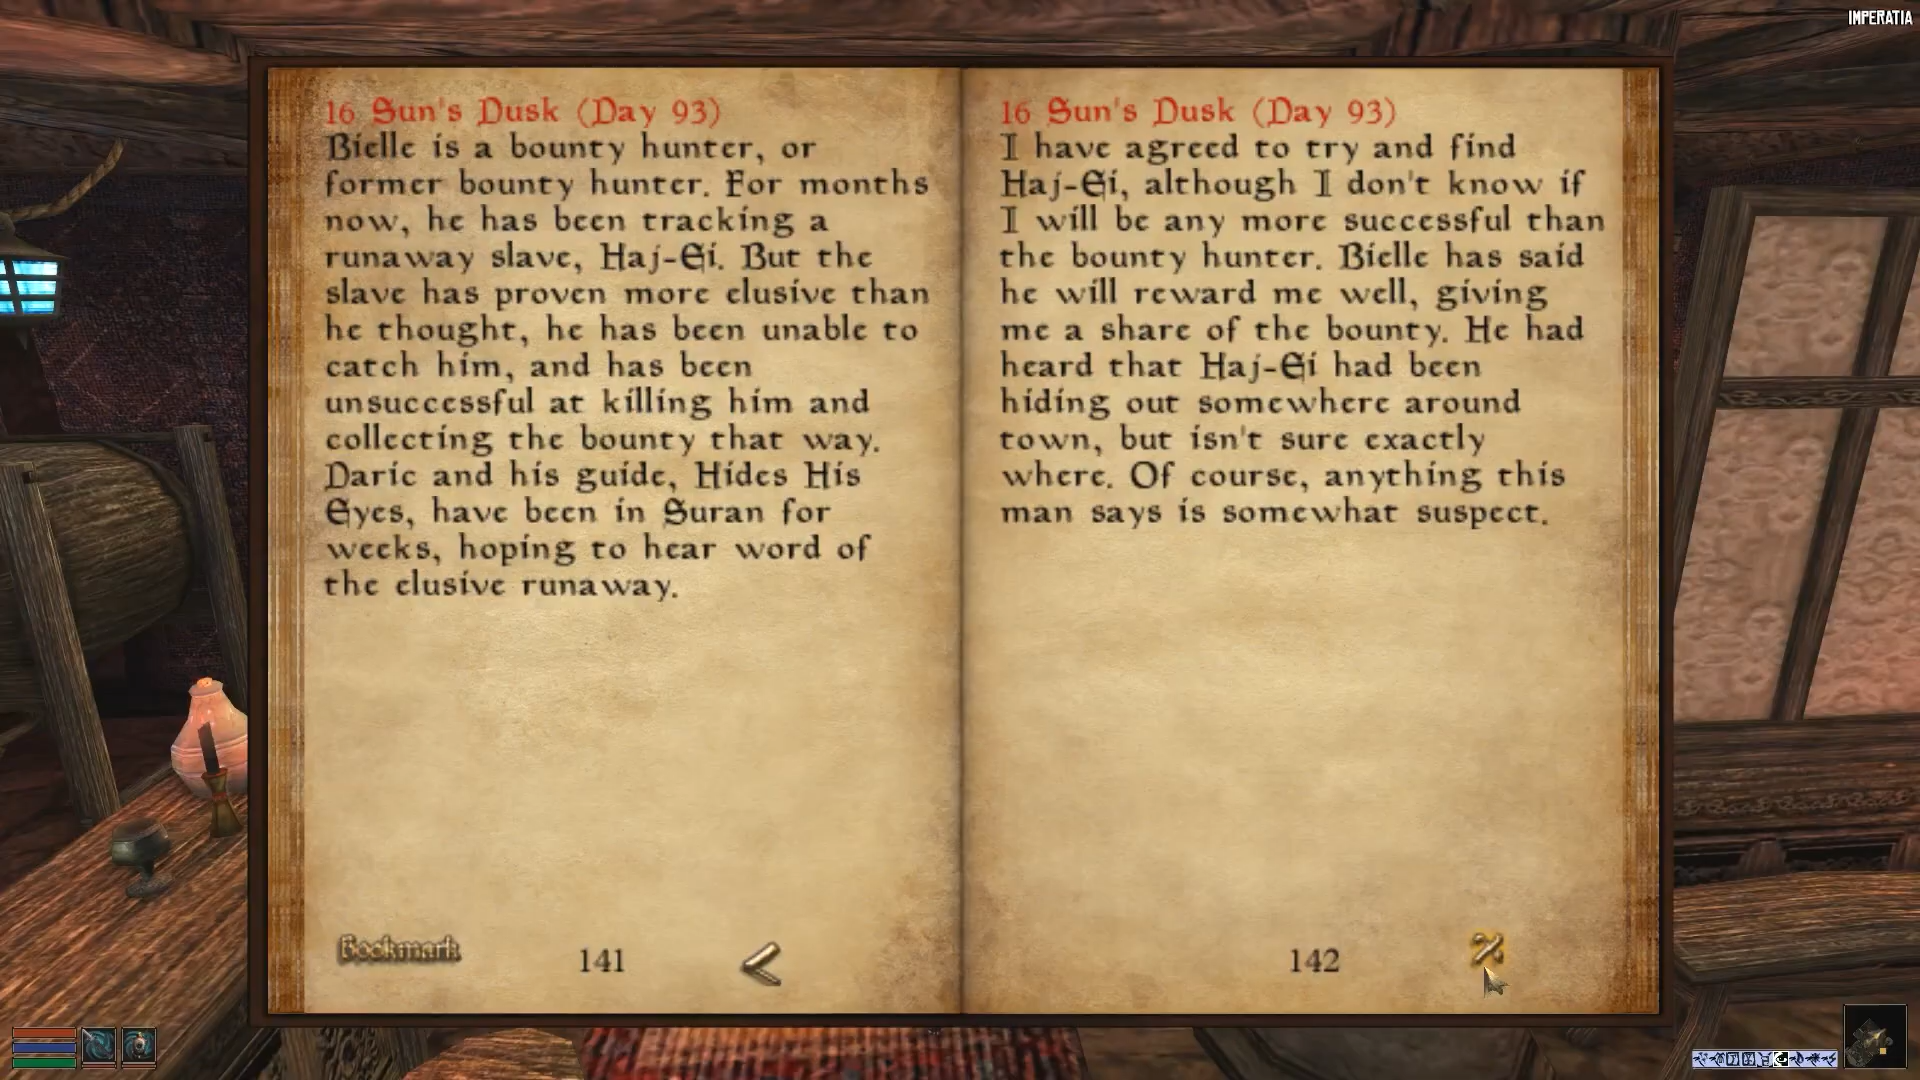 IMPERATIA
16 Sun's Dusk (Day 93)
Bielle is a bounty hunter, or
former bounty hunter. For months
now, he has been tracking a
runaway slave, Haj-Ei. But the
slave has proven more elusive than
he thought, he has been unable to
catch him, and has been
unsuccessful at killing him and
collecting the bounty that way.
Daric and his guide, Hides His
Eyes, have been in Suran for
weeks, hoping to hear word of
the elusive runaway.
Bookmark
141
16 Sun's Dusk (Day 93)
I have agreed to try and find
Haj-Ei, although I don't know if
I will be any more successful than
the bounty hunter. Bielle has said
he will reward me well, giving
me a share of the bounty. He had
heard that Haj-Ei had been
hiding out somewhere around
town, but isn't sure exactly
where. Of course, anything this
man says is somewhat suspect.
142